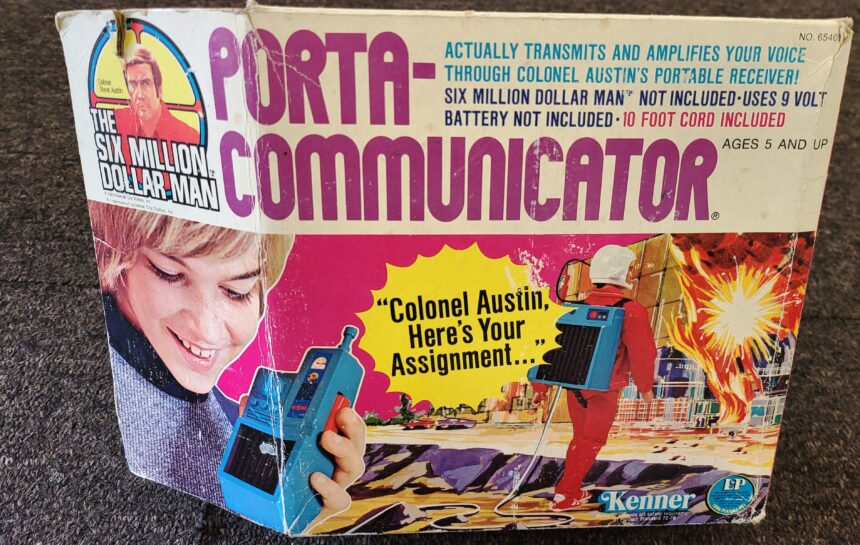 Colonel
Steve Austin
THE
SIX MILLION
DOLLAR MAN™
PORTA-
COMMUNICATOR®
NO. 65401
ACTUALLY TRANSMITS AND AMPLIFIES YOUR VOICE
THROUGH COLONEL AUSTIN'S PORTABLE RECEIVER!
SIX MILLION DOLLAR MAN™ NOT INCLUDED • USES 9 VOLT
BATTERY NOT INCLUDED • 10 FOOT CORD INCLUDED
AGES 5 AND UP
"Colonel Austin,
Here's Your
Assignment..."
Kenner